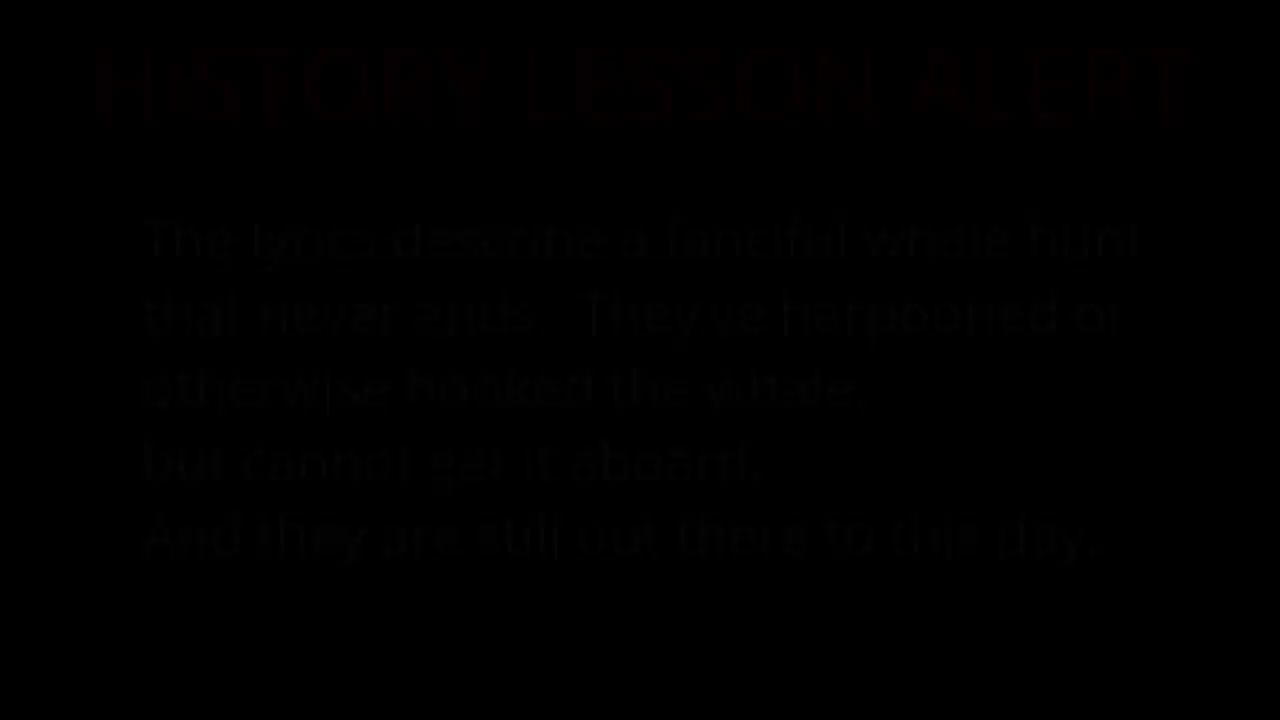 HISTORY LESSON ALERT
The lyrics describe a fanciful whale hunt
that never ends. They've harpooned or
otherwise hooked the whale,
but cannot get it aboard.
And they are still out there to this day.